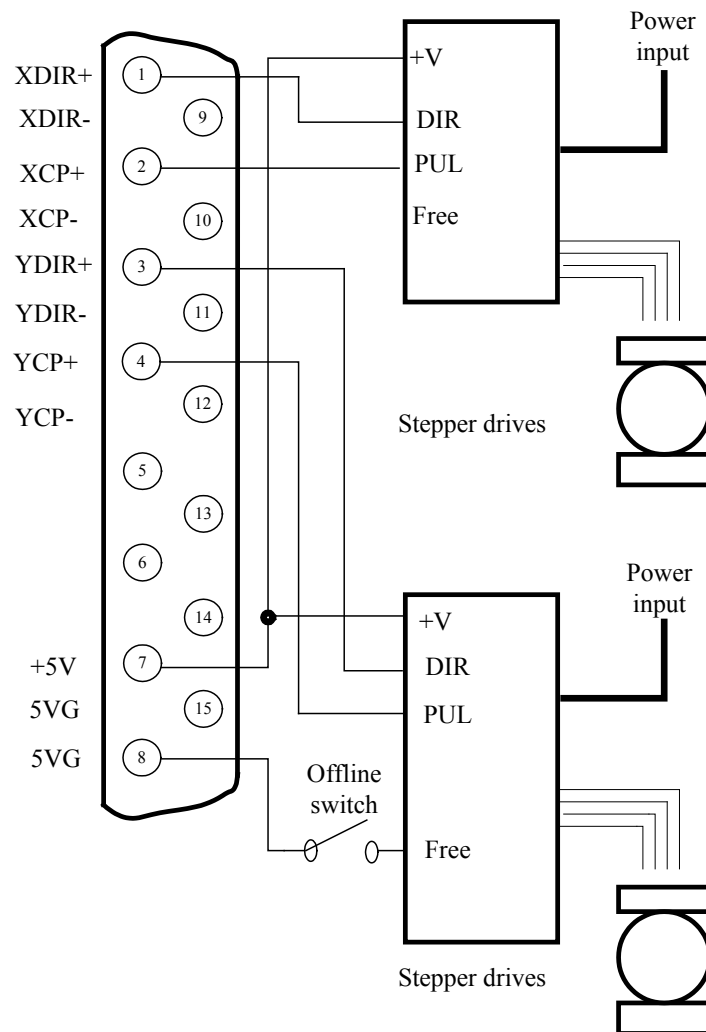 XDIR+
XDIR-
XCP+
XCP-
YDIR+
YDIR-
YCP+
YCP-
+5V
5VG
5VG
1
9
2
10
3
11
4
12
5
13
6
14
7
15
8
+V
DIR
PUL
Free
Power
input
Stepper drives
+V
DIR
PUL
Free
Offline
switch
Power
input
Stepper drives